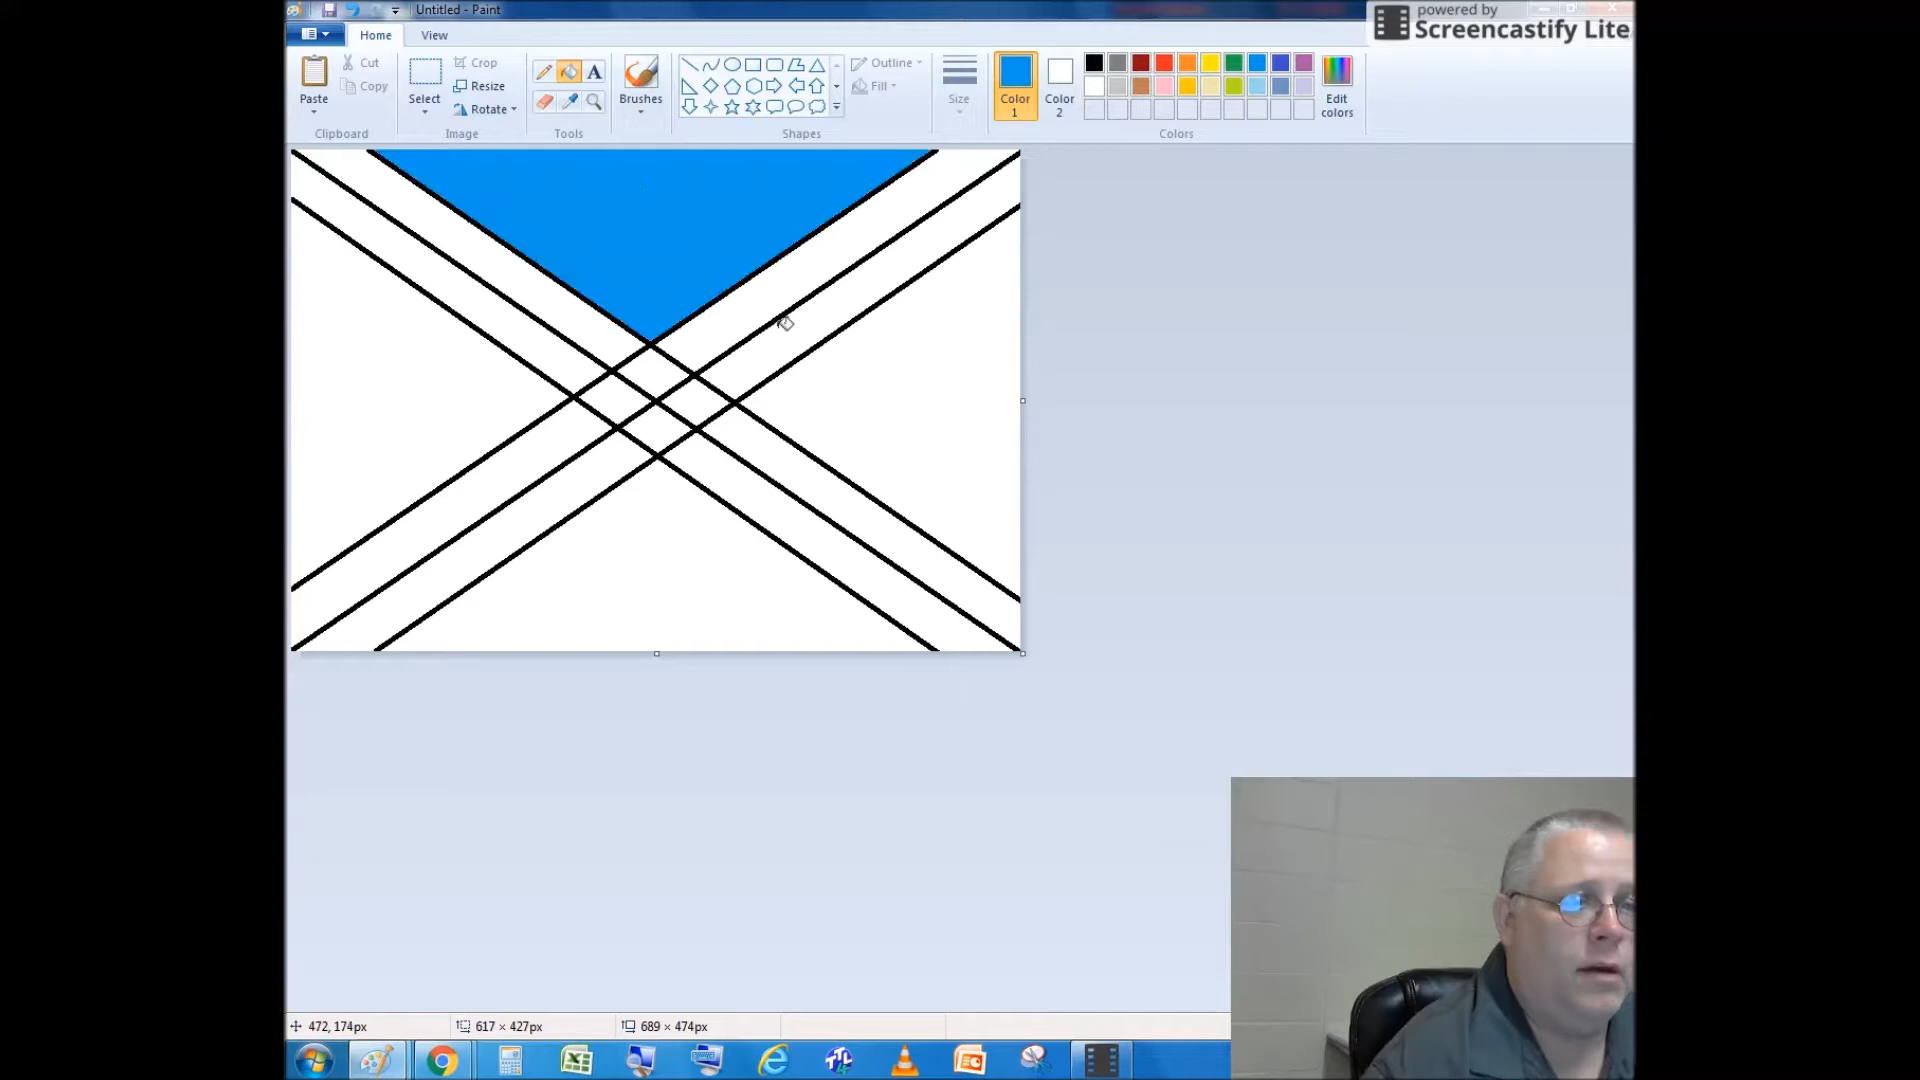 Untitled - Paint
powered by
Screencastify Lite
Home
View
Paste
Cut
Copy
Clipboard
Select
Crop
Resize
Rotate
Image
A
Tools
Brushes
Shapes
Outline
Fill
Size
Color
1
Color
2
Edit
colors
Colors
472, 174px
617 × 427px
689 × 474px